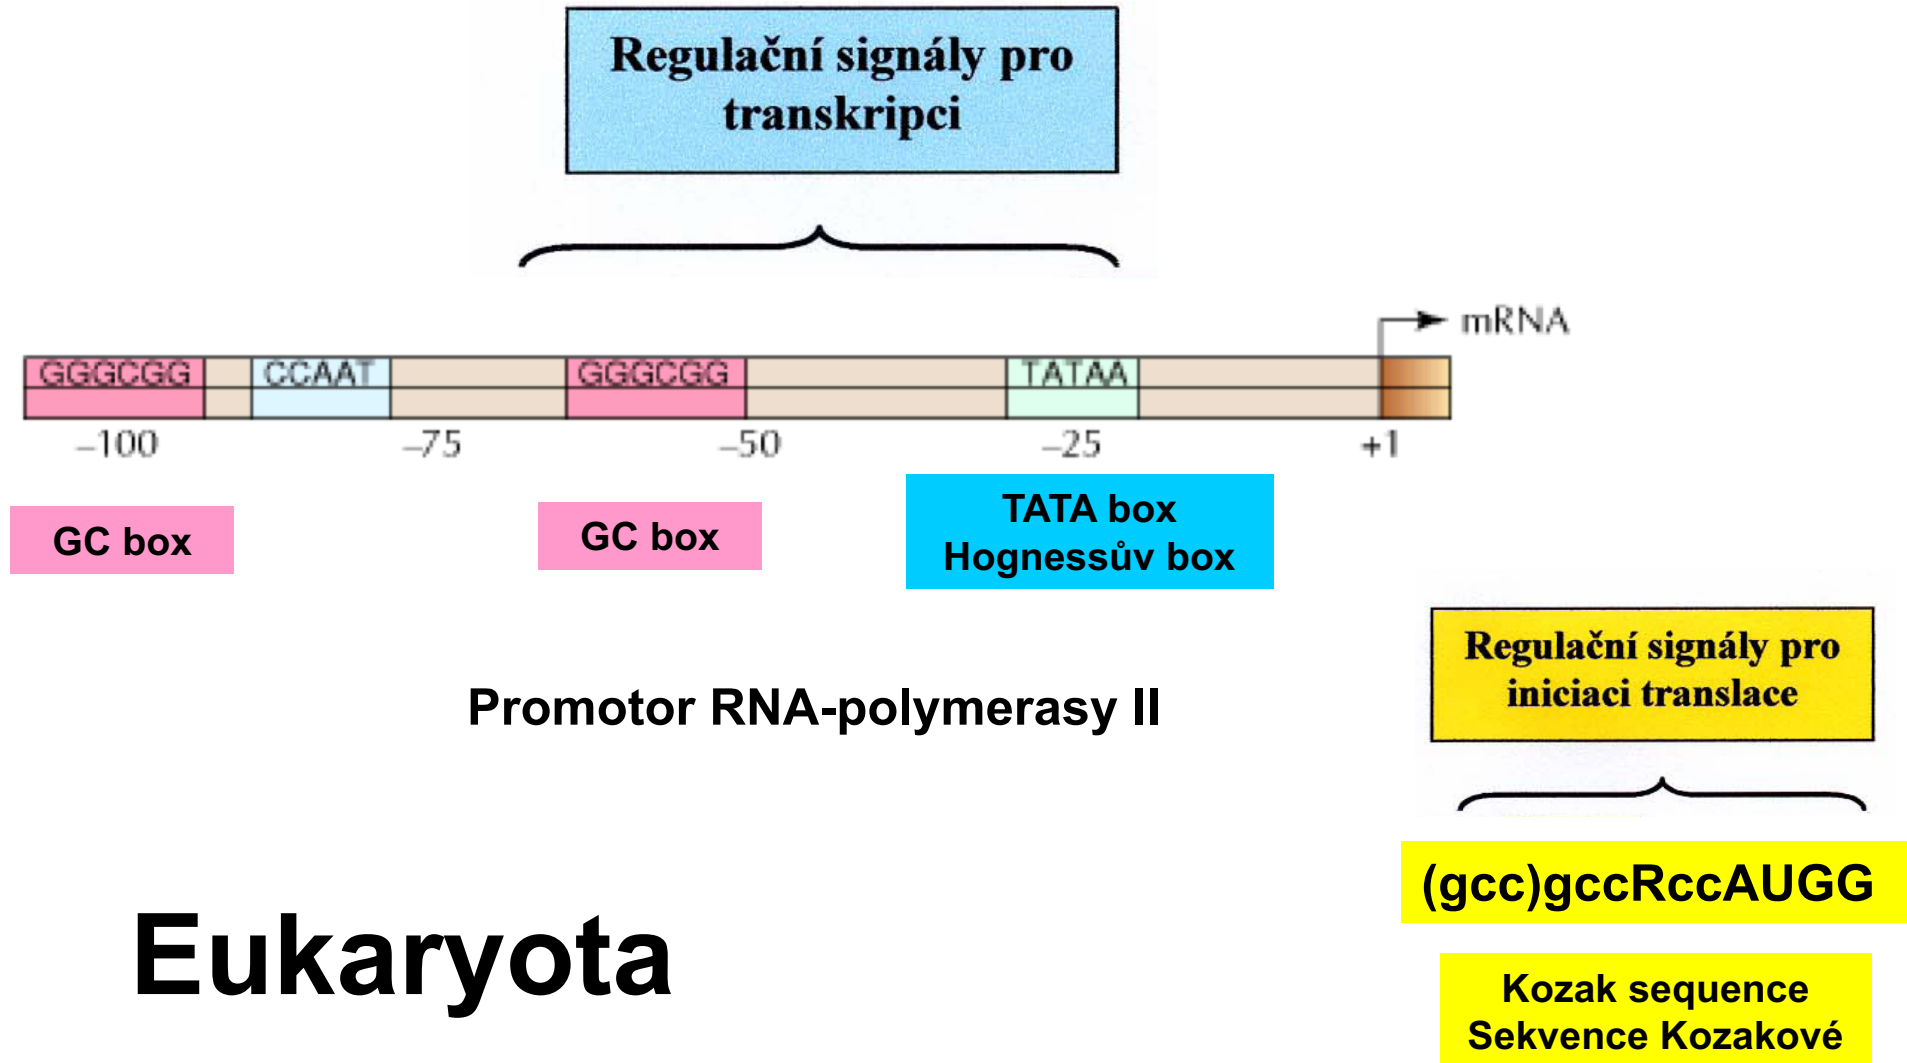 Regulační signály pro
transkripci
mRNA
GGGCGG CCAAT GGGCGG TATAA
–100 –75 –50 –25 +1
GC box
GC box
TATA box
Hognessův box
Regulační signály pro
iniciaci translace
Promotor RNA-polymerasy II
(gcc)gccRccAUGG
Eukaryota
Kozak sequence
Sekvence Kozakové